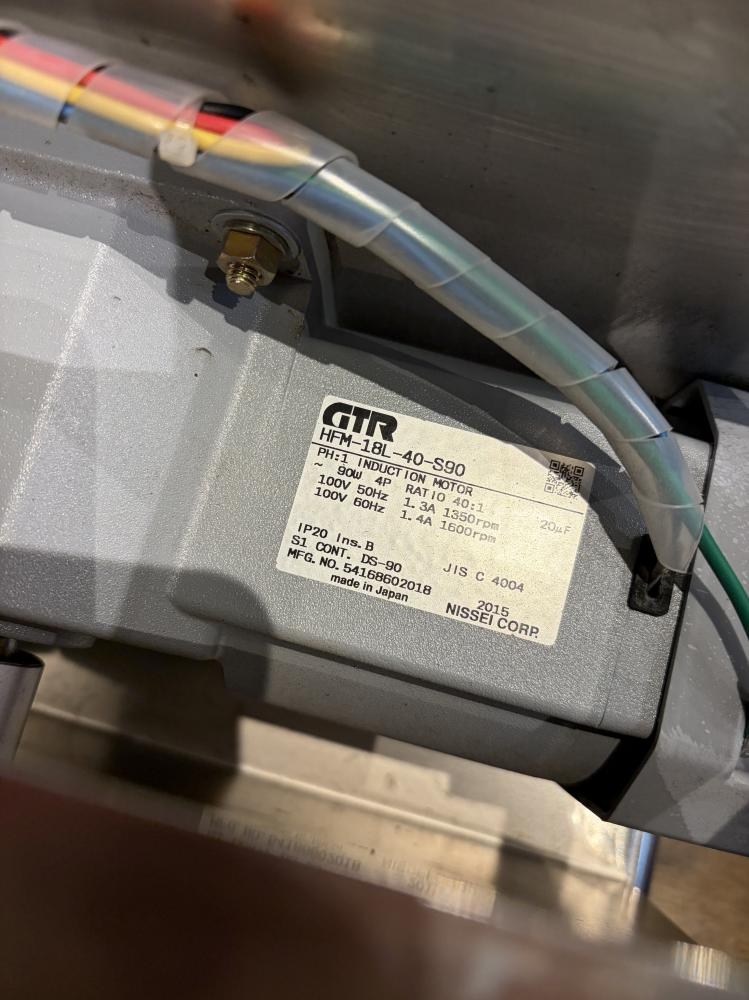 GTR
HFM-18L-40-S90
PH:1 INDUCTION MOTOR
~ 90W 4P RATIO 40:1
100V 50Hz 1.3A 1350rpm 20μF
100V 60Hz 1.4A 1600rpm
IP20 Ins.B
S1 CONT. DS-90 JIS C 4004
MFG.NO.54168602018 2015
made in Japan NISSEI CORP.